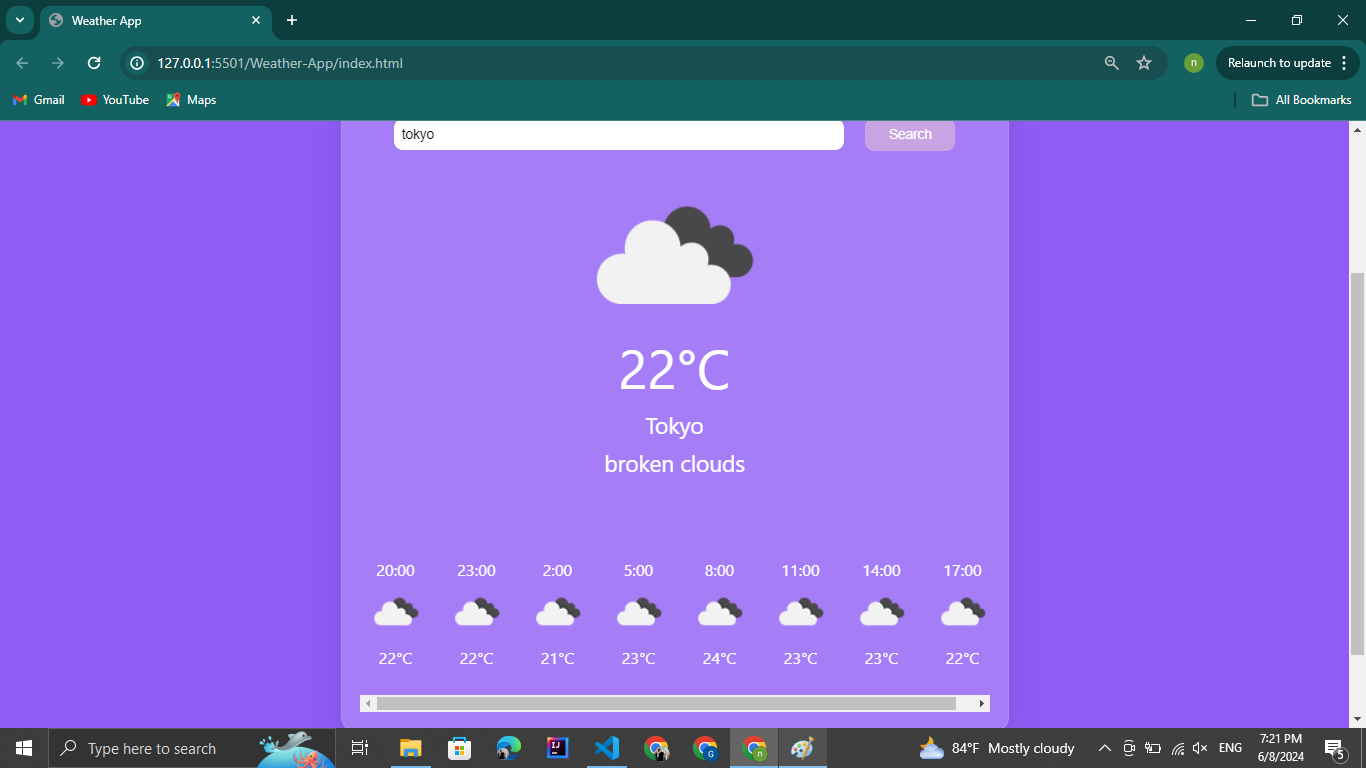 Weather App
127.0.0.1:5501/Weather-App/index.html
n
Relaunch to update
Gmail YouTube Maps All Bookmarks
tokyo Search
22°C
Tokyo
broken clouds
20:00 23:00 2:00 5:00 8:00 11:00 14:00 17:00
22°C 22°C 21°C 23°C 24°C 23°C 23°C 22°C
Type here to search IJ G n 84°F Mostly cloudy ENG 7:21 PM 5
6/8/2024